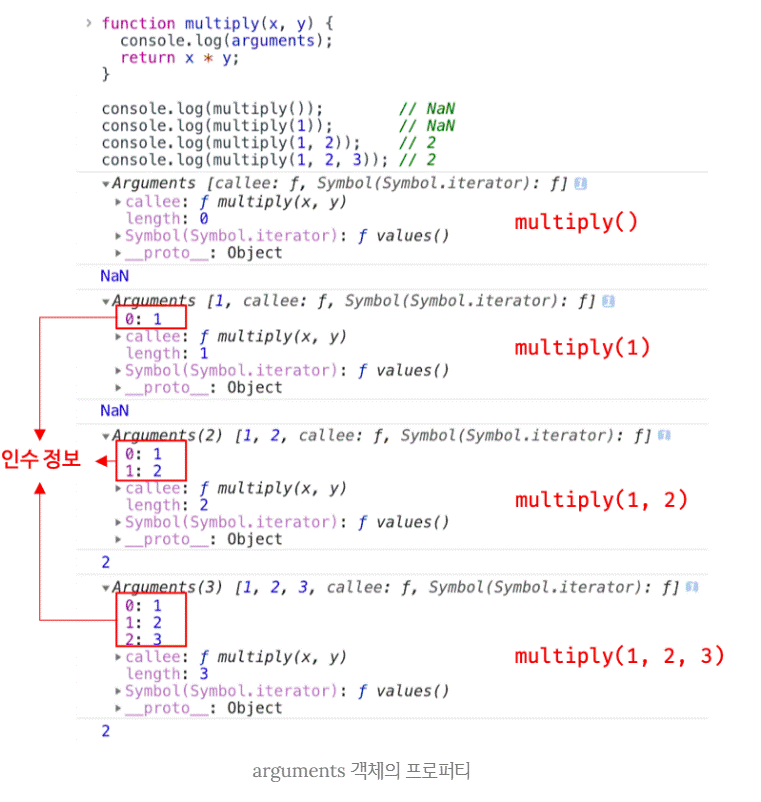 > function multiply(x, y) {
console.log(arguments);
return x * y;
}
console.log(multiply()); // NaN
console.log(multiply(1)); // NaN
console.log(multiply(1, 2)); // 2
console.log(multiply(1, 2, 3)); // 2
▼Arguments [callee: ƒ, Symbol(Symbol.iterator): ƒ] i
▶callee: ƒ multiply(x, y)
length: 0
multiply()
▶Symbol(Symbol.iterator): ƒ values()
▶__proto__: Object
NaN
▼Arguments [1, callee: ƒ, Symbol(Symbol.iterator): ƒ] i
0: 1
▶callee: ƒ multiply(x, y)
length: 1
multiply(1)
▶Symbol(Symbol.iterator): ƒ values()
▶__proto__: Object
NaN
▼Arguments(2) [1, 2, callee: ƒ, Symbol(Symbol.iterator): ƒ] i
0: 1
인수 정보
1: 2
▶callee: ƒ multiply(x, y)
length: 2
multiply(1, 2)
▶Symbol(Symbol.iterator): ƒ values()
▶__proto__: Object
2
▼Arguments(3) [1, 2, 3, callee: ƒ, Symbol(Symbol.iterator): ƒ] i
0: 1
1: 2
2: 3
▶callee: ƒ multiply(x, y)
multiply(1, 2, 3)
length: 3
▶Symbol(Symbol.iterator): ƒ values()
▶__proto__: Object
2
arguments 객체의 프로퍼티